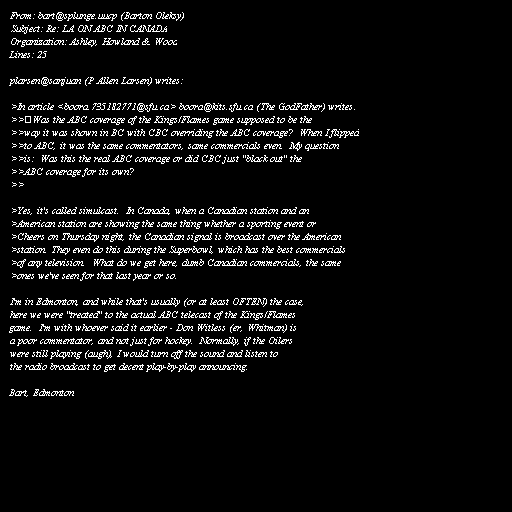 From: bart@splunge.uucp (Barton Oleksy)
Subject: Re: LA ON ABC IN CANADA
Organization: Ashley, Howland & Wood
Lines: 25

plarsen@sanjuan (P Allen Larsen) writes:

>In article <boora.735182771@sfu.ca> boora@kits.sfu.ca (The GodFather) writes:
>>Was the ABC coverage of the Kings/Flames game supposed to be the
>>way it was shown in BC with CBC overriding the ABC coverage?  When I flipped
>>to ABC, it was the same commentators, same commercials even.  My question
>>is:  Was this the real ABC coverage or did CBC just "black out" the
>>ABC coverage for its own?
>>

>Yes, it's called simulcast.  In Canada, when a Canadian station and an
>American station are showing the same thing whether a sporting event or
>Cheers on Thursday night, the Canadian signal is broadcast over the American
>station. They even do this during the Superbowl, which has the best commercials
>of any television.  What do we get here, dumb Canadian commercials, the same
>ones we've seen for that last year or so.

I'm in Edmonton, and while that's usually (or at least OFTEN) the case,
here we were "treated" to the actual ABC telecast of the Kings/Flames
game.  I'm with whoever said it earlier - Don Witless (er, Whitman) is
a poor commentator, and not just for hockey.  Normally, if the Oilers
were still playing (augh), I would turn off the sound and listen to
the radio broadcast to get decent play-by-play announcing.

Bart, Edmonton